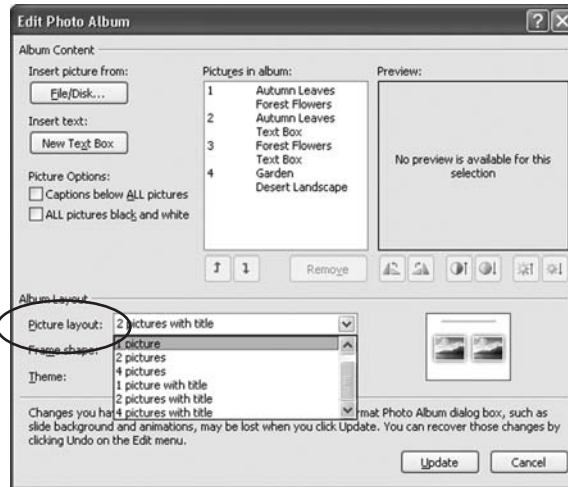 Edit Photo Album
Album Content
Insert picture from:
File/Disk...
Insert text:
New Text Box
Picture Options:
Captions below ALL pictures
ALL pictures black and white
Pictures in album:
1 Autumn Leaves
Forest Flowers
2 Autumn Leaves
Text Box
3 Forest Flowers
Text Box
4 Garden
Desert Landscape
Remove
Preview:
No preview is available for this
selection
Album Layout
Picture layout: 2 pictures with title
Frame shape:
Theme:
1 picture
2 pictures
4 pictures
1 picture with title
2 pictures with title
4 pictures with title
Changes you ha mat Photo Album dialog box, such as
slide background and animations, may be lost when you click Update. You can recover those changes by
clicking Undo on the Edit menu.
Update
Cancel